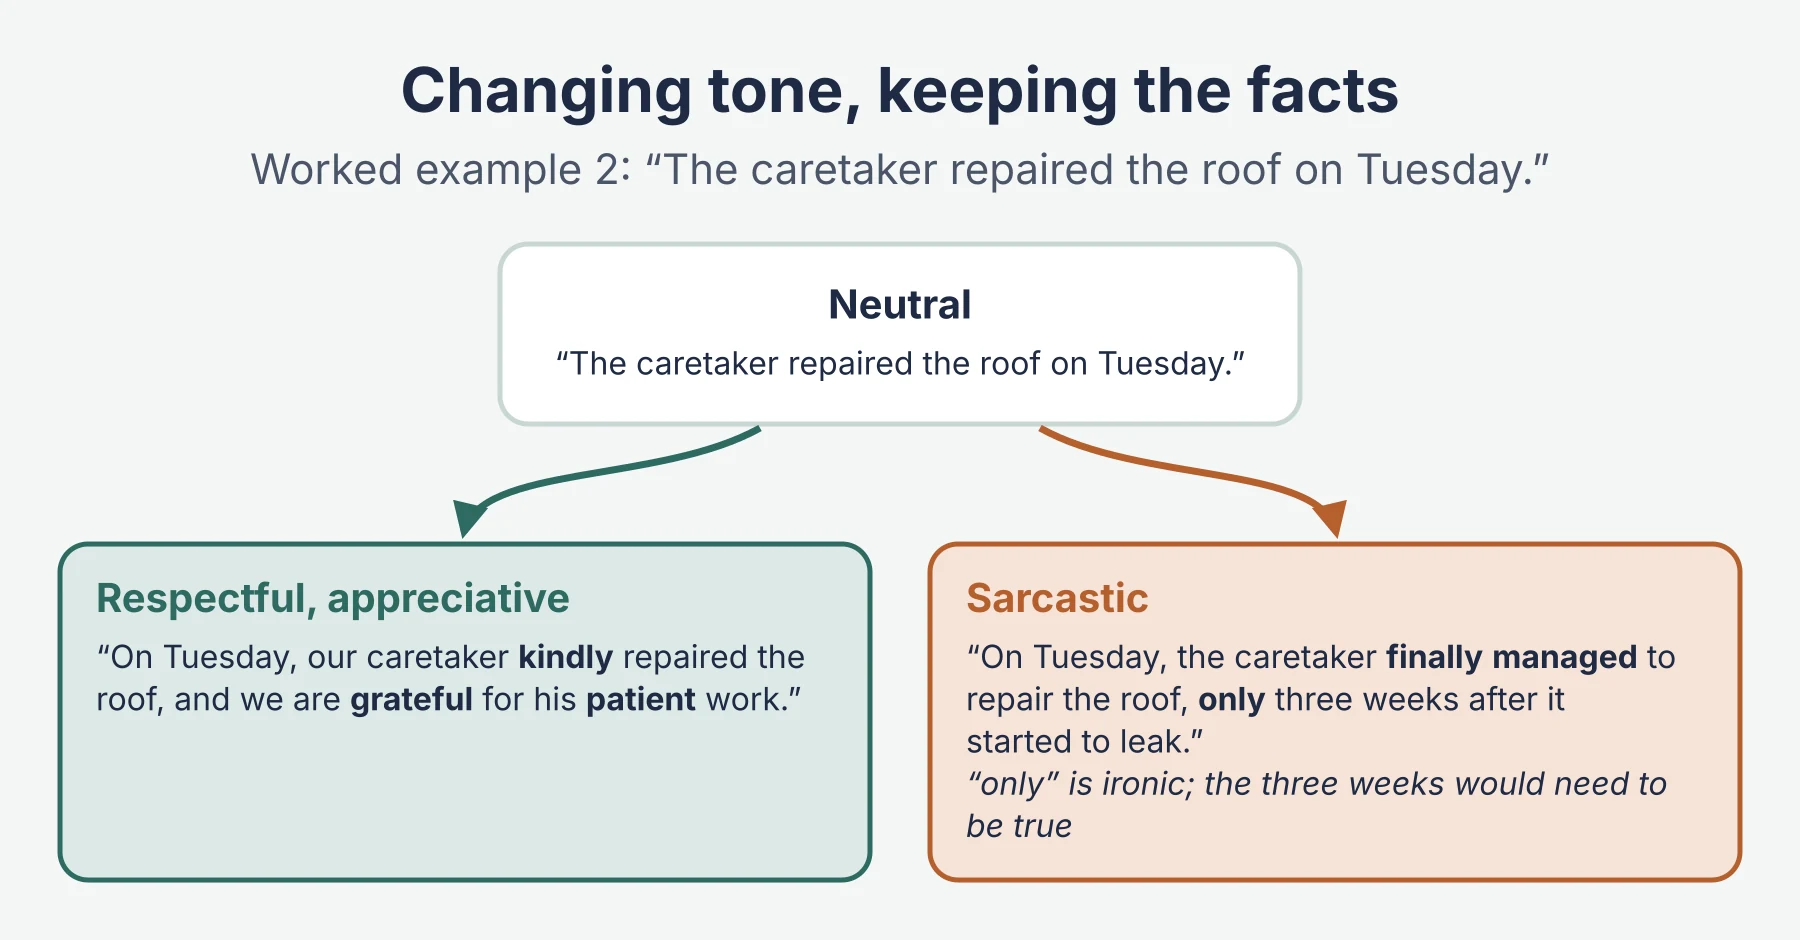 Changing tone, keeping the facts
Worked example 2: “The caretaker repaired the roof on Tuesday.”
Neutral
“The caretaker repaired the roof on Tuesday.”
Respectful, appreciative
“On Tuesday, our caretaker kindly repaired the
roof, and we are grateful for his patient work.”
Sarcastic
“On Tuesday, the caretaker finally managed to
repair the roof, only three weeks after it
started to leak.”
“only” is ironic; the three weeks would need to
be true